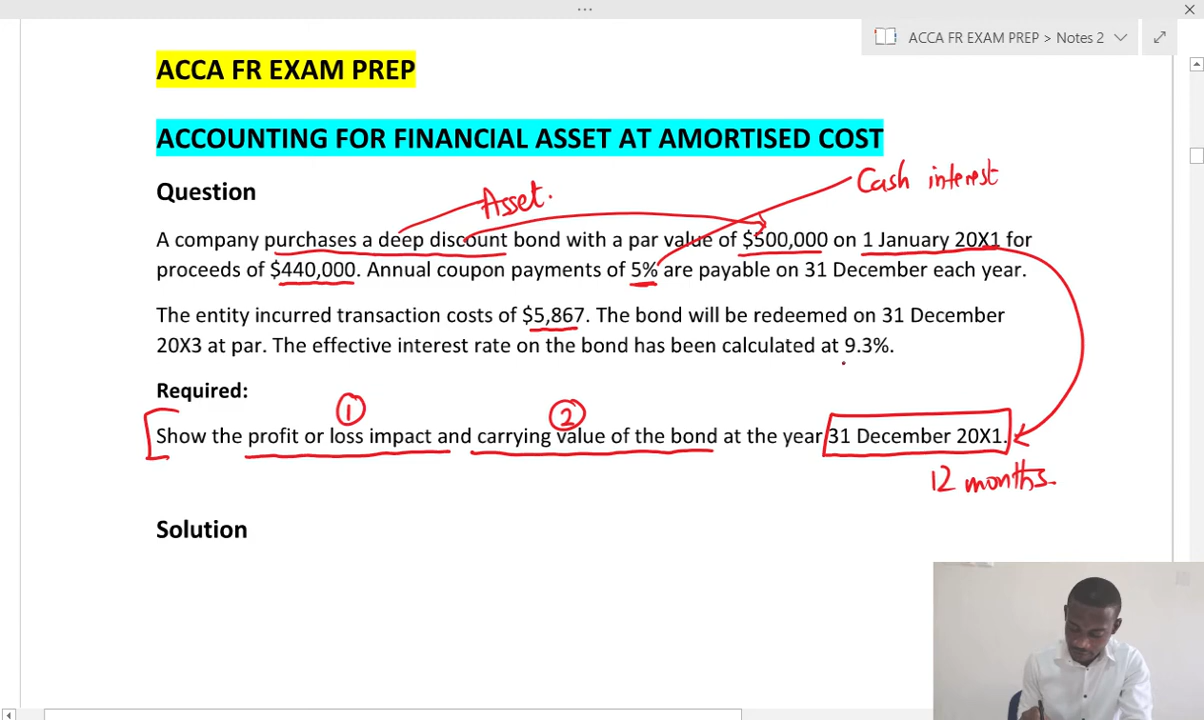 ACCA FR EXAM PREP > Notes 2
ACCA FR EXAM PREP
ACCOUNTING FOR FINANCIAL ASSET AT AMORTISED COST
Cash interest
Question
Asset.
A company purchases a deep discount bond with a par value of $500,000 on 1 January 20X1 for
proceeds of $440,000. Annual coupon payments of 5% are payable on 31 December each year.
The entity incurred transaction costs of $5,867. The bond will be redeemed on 31 December
20X3 at par. The effective interest rate on the bond has been calculated at 9.3%.
Required:
1 2
Show the profit or loss impact and carrying value of the bond at the year 31 December 20X1.
12 months.
Solution